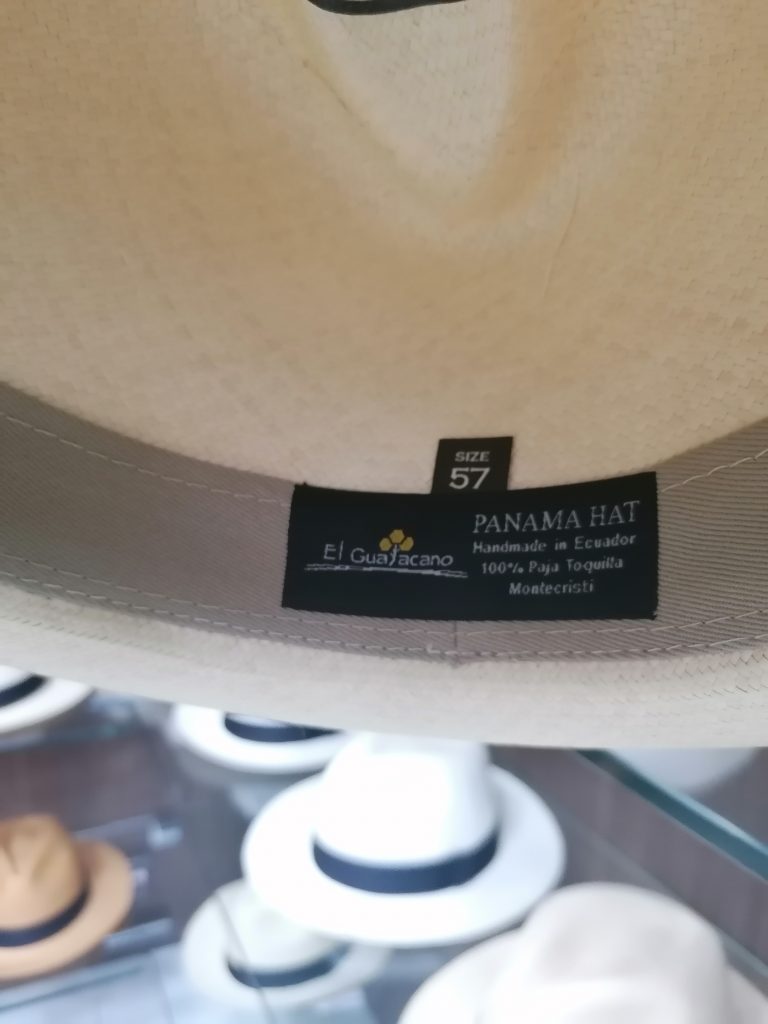 SIZE
57
El Guayacano
PANAMA HAT
Handmade in Ecuador
100% Paja Toquilla
Montecristi